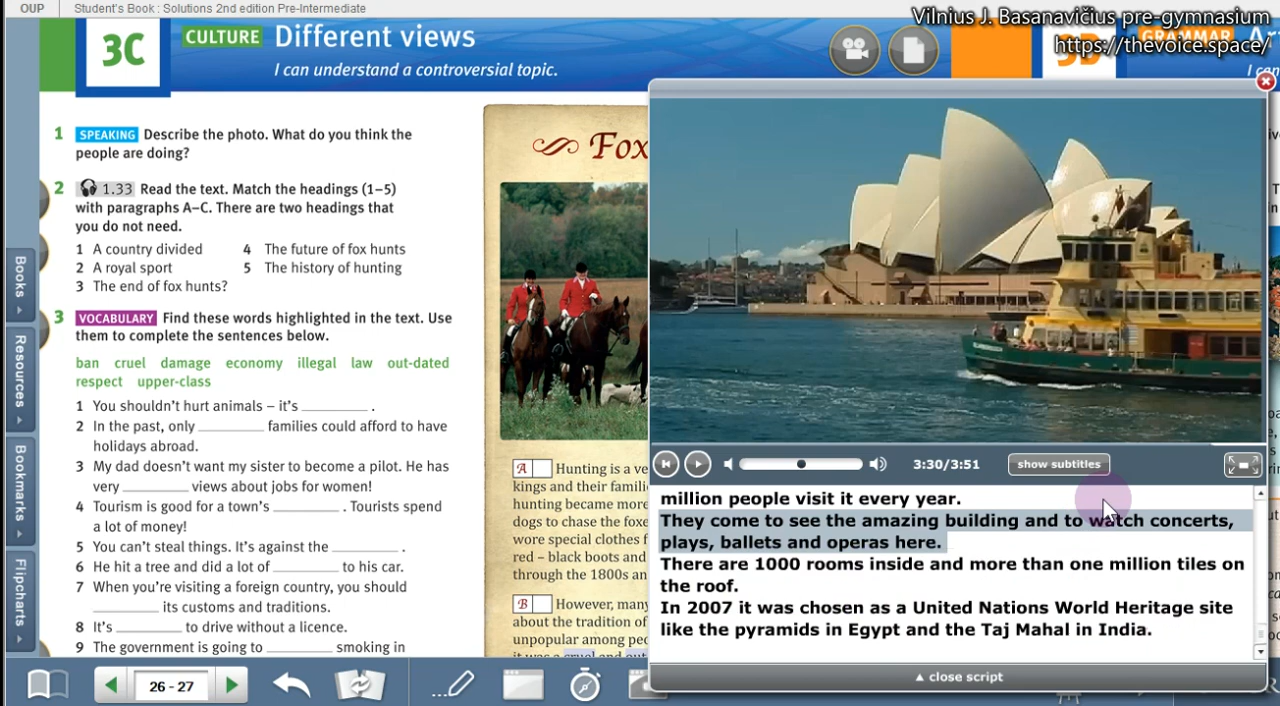 OUP Student's Book : Solutions 2nd edition Pre-Intermediate
Vilnius J. Basanavičius pre-gymnasium
https://thevoice.space/
3C
CULTURE Different views
I can understand a controversial topic.
GRAMMAR
I can
1 SPEAKING Describe the photo. What do you think the
people are doing?
2 1.33 Read the text. Match the headings (1–5)
with paragraphs A–C. There are two headings that
you do not need.
1 A country divided 4 The future of fox hunts
2 A royal sport 5 The history of hunting
3 The end of fox hunts?
3 VOCABULARY Find these words highlighted in the text. Use
them to complete the sentences below.
ban cruel damage economy illegal law out-dated
respect upper-class
1 You shouldn't hurt animals – it's __________ .
2 In the past, only __________ families could afford to have
holidays abroad.
3 My dad doesn't want my sister to become a pilot. He has
very __________ views about jobs for women!
4 Tourism is good for a town's __________ . Tourists spend
a lot of money!
5 You can't steal things. It's against the __________ .
6 He hit a tree and did a lot of __________ to his car.
7 When you're visiting a foreign country, you should
__________ its customs and traditions.
8 It's __________ to drive without a licence.
9 The government is going to __________ smoking in
Books
Resources
Bookmarks
Flipcharts
Fox
A Hunting is a ve
kings and their famili
hunting became more
dogs to chase the foxe
wore special clothes f
red – black boots and
through the 1800s an
B However, many
about the tradition of
unpopular among peo
it was a cruel and out
3:30/3:51
show subtitles
million people visit it every year.
They come to see the amazing building and to watch concerts,
plays, ballets and operas here.
There are 1000 rooms inside and more than one million tiles on
the roof.
In 2007 it was chosen as a United Nations World Heritage site
like the pyramids in Egypt and the Taj Mahal in India.
close script
26 - 27